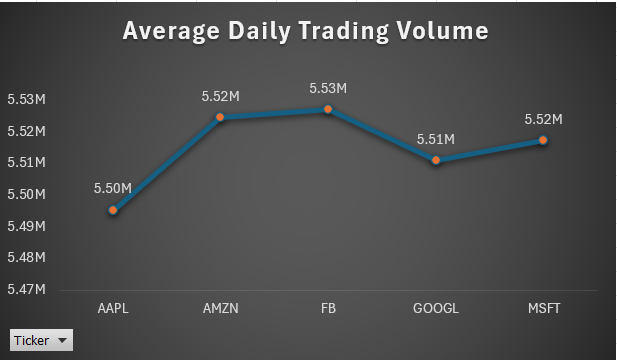 Average Daily Trading Volume
5.53M
5.52M
5.51M
5.50M
5.49M
5.48M
5.47M
5.50M
5.52M
5.53M
5.51M
5.52M
AAPL
AMZN
FB
GOOGL
MSFT
Ticker